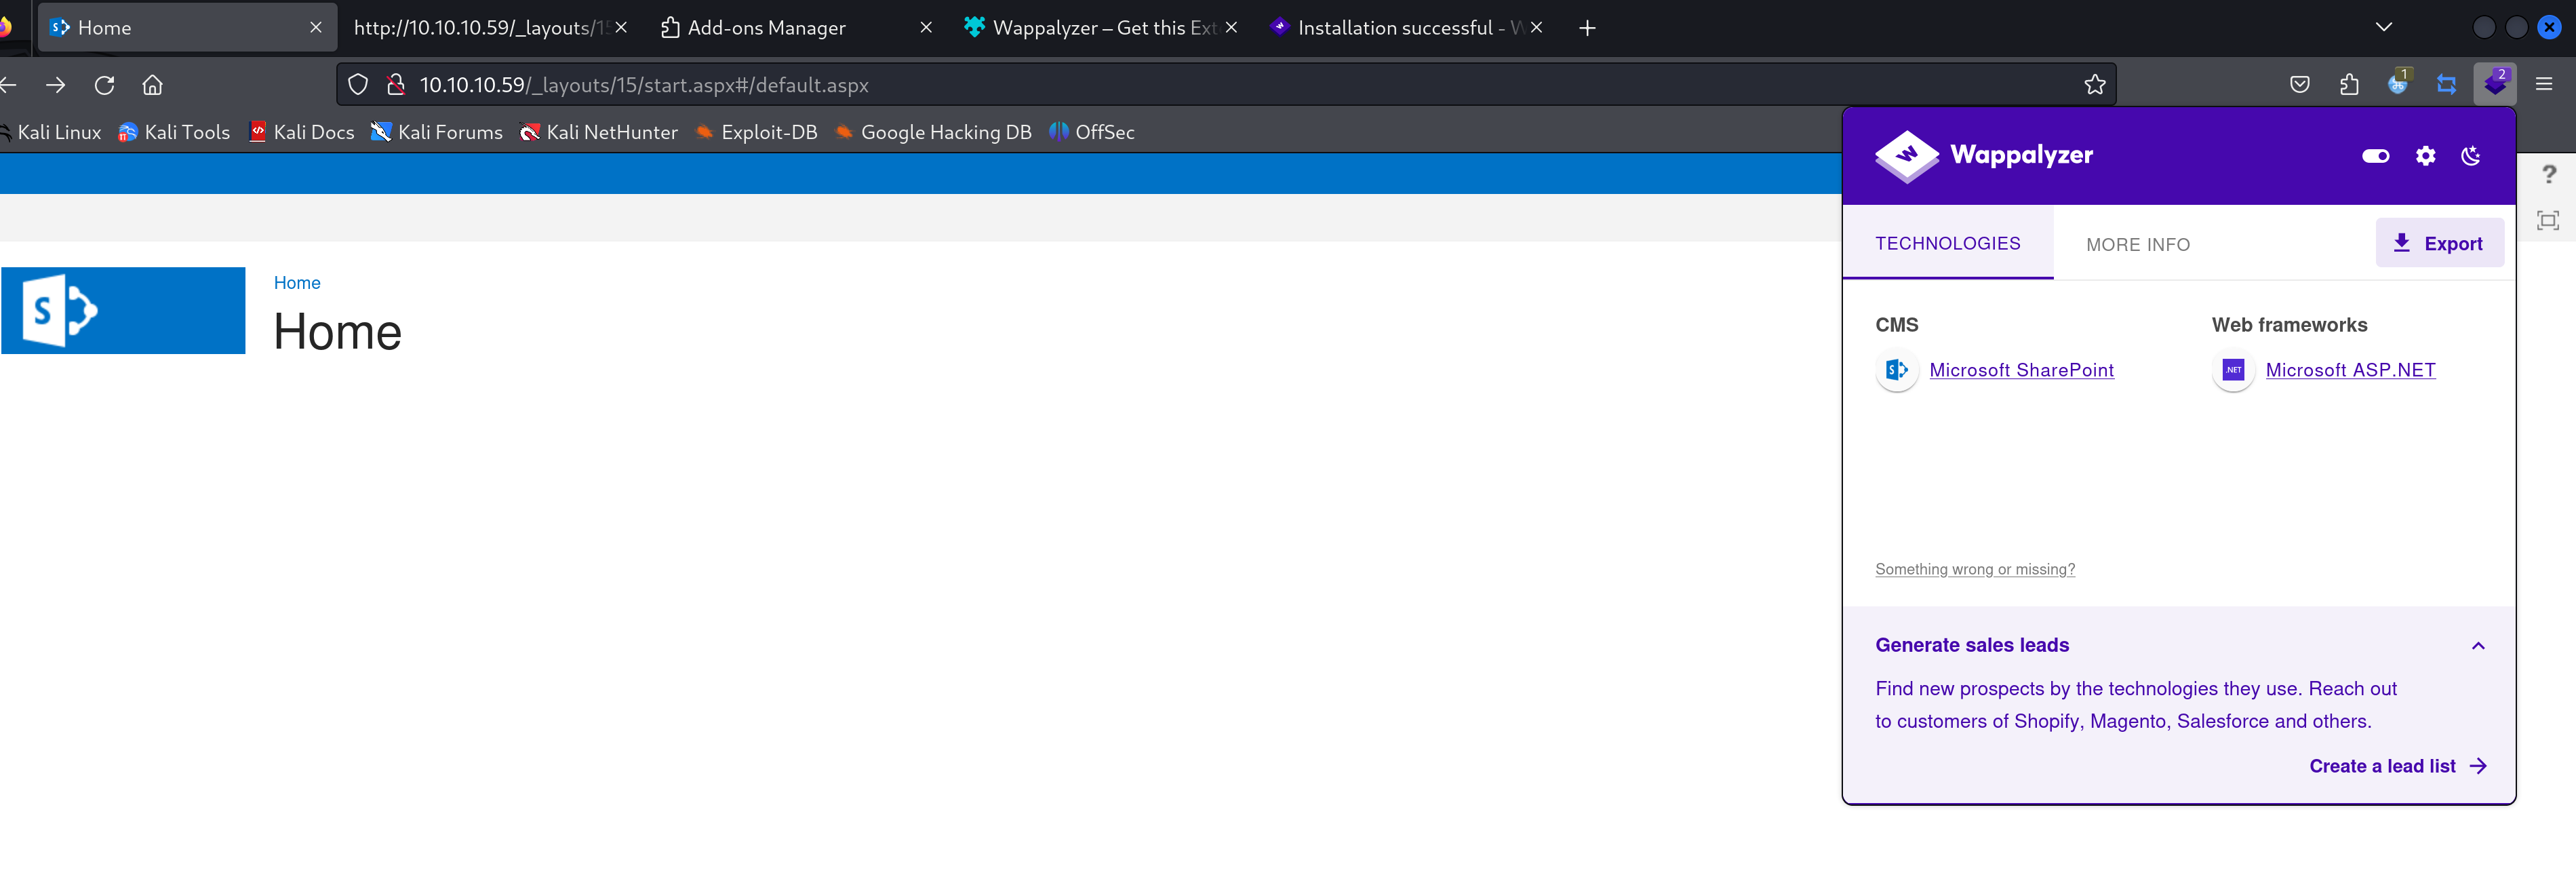 Home
http://10.10.10.59/_layouts/15
Add-ons Manager
Wappalyzer – Get this Ext
Installation successful - W
10.10.10.59/_layouts/15/start.aspx#/default.aspx
1
2
Kali Linux
Kali Tools
Kali Docs
Kali Forums
Kali NetHunter
Exploit-DB
Google Hacking DB
OffSec
W Wappalyzer
?
TECHNOLOGIES
MORE INFO
Export
S
Home
Home
CMS
Web frameworks
S Microsoft SharePoint
.NET Microsoft ASP.NET
Something wrong or missing?
Generate sales leads
Find new prospects by the technologies they use. Reach out
to customers of Shopify, Magento, Salesforce and others.
Create a lead list